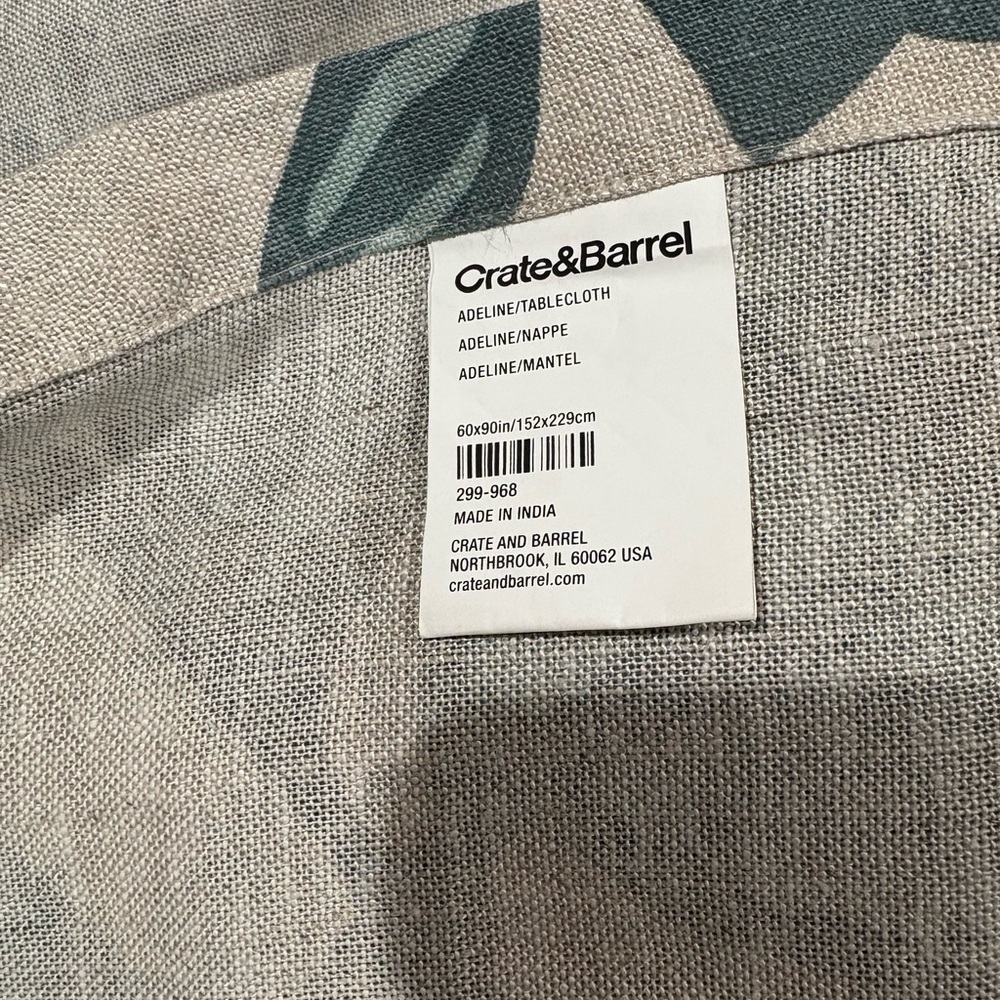 Crate&Barrel
ADELINE/TABLECLOTH
ADELINE/NAPPE
ADELINE/MANTEL
60x90in/152x229cm
299-968
MADE IN INDIA
CRATE AND BARREL
NORTHBROOK, IL 60062 USA
crateandbarrel.com